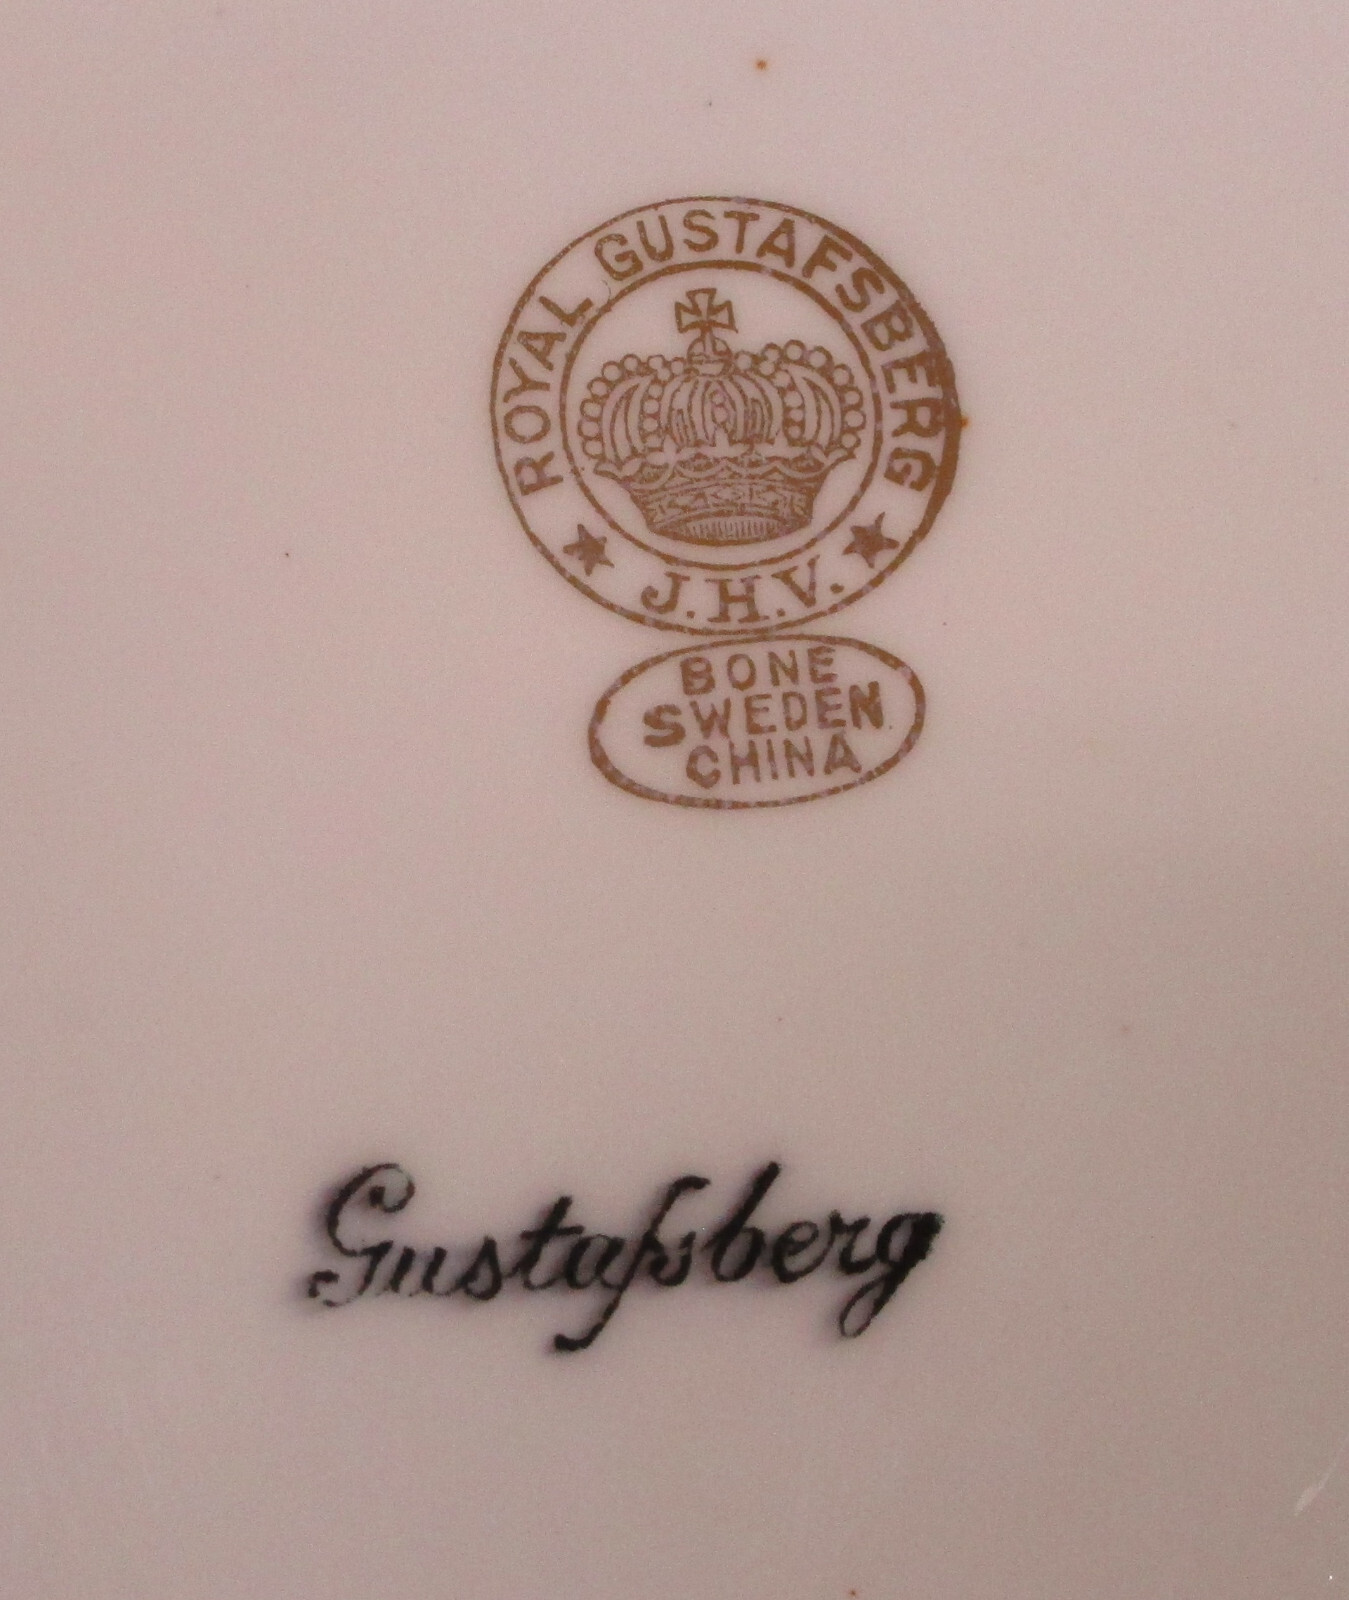 ROYAL GUSTAFSBERG
J.H.V.
BONE
SWEDEN
CHINA
Gustafsberg